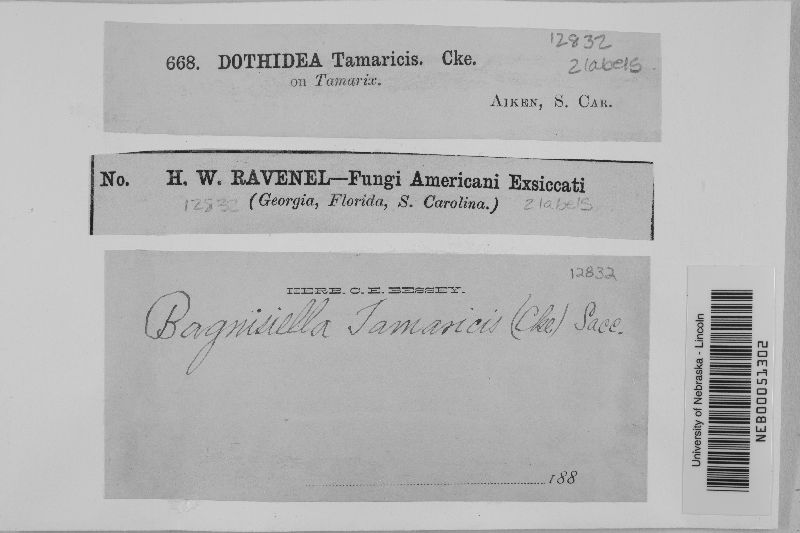 12832
668. DOTHIDEA Tamaricis. Cke.
2 labels
on Tamarix.
AIKEN, S. CAR.
No. H. W. RAVENEL—Fungi Americani Exsiccati
12832 (Georgia, Florida, S. Carolina.) 2 labels
12832
HERB. C. E. BESSEY.
Bagnisiella Tamaricis (Cke) Sacc.
188
University of Nebraska - Lincoln
NEB00051302